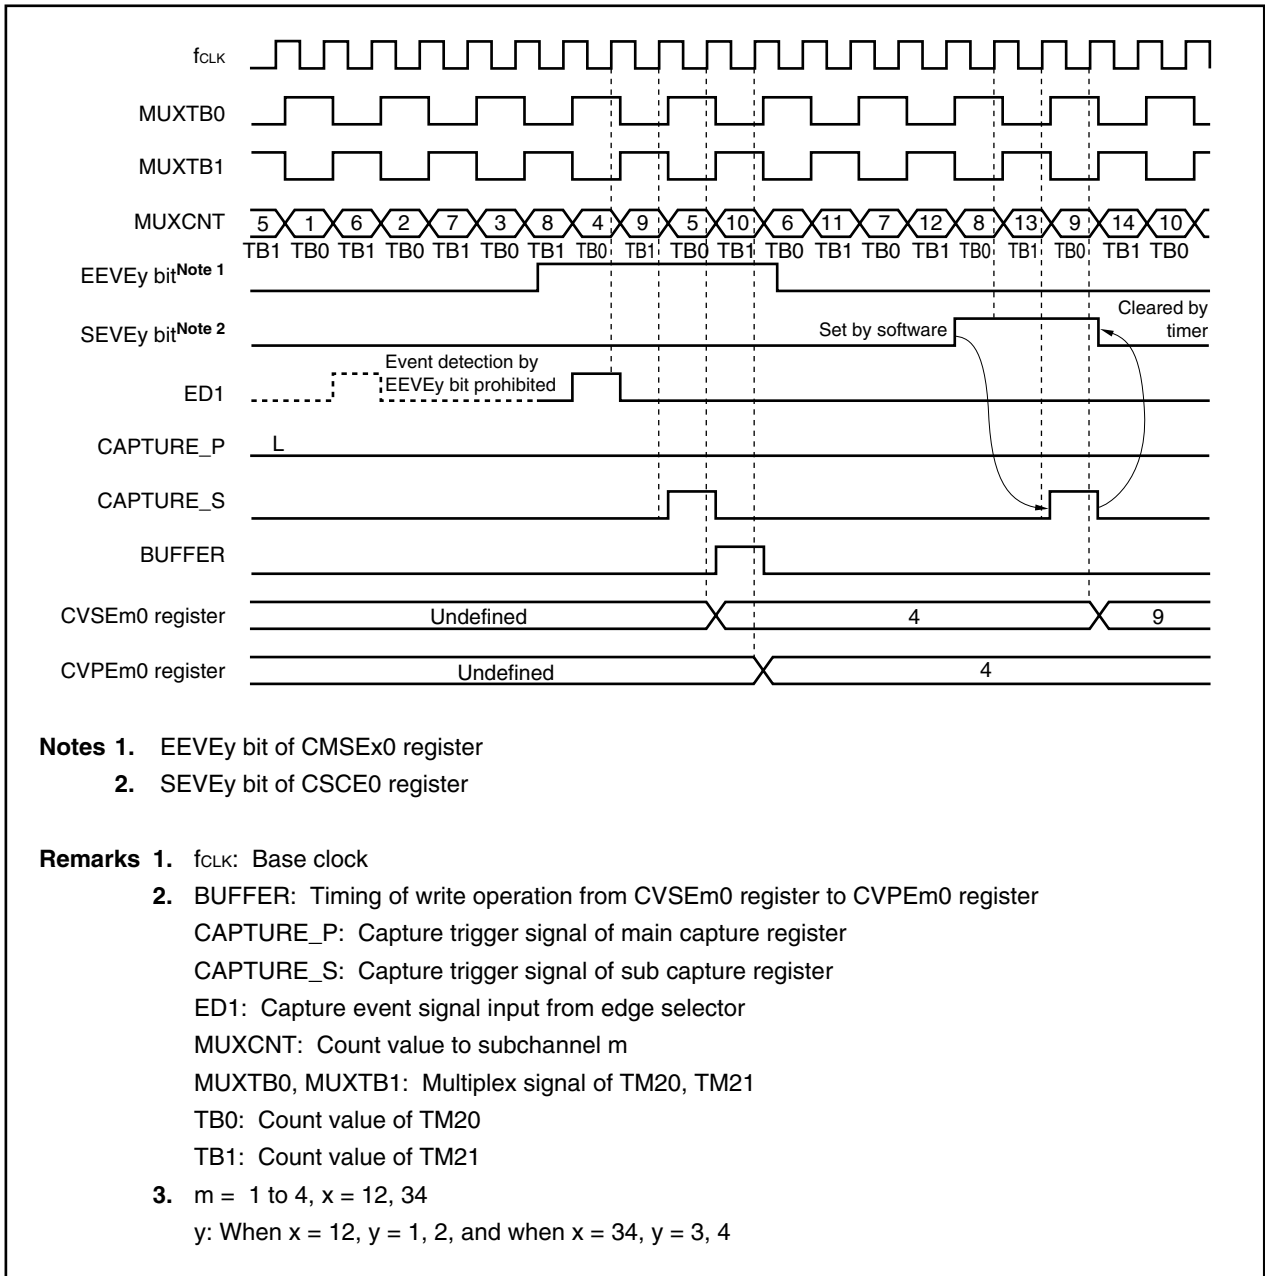 fCLK
MUXTB0
MUXTB1
MUXCNT 5 1 6 2 7 3 8 4 9 5 10 6 11 7 12 8 13 9 14 10
TB1 TB0 TB1 TB0 TB1 TB0 TB1 TB0 TB1 TB0 TB1 TB0 TB1 TB0 TB1 TB0 TB1 TB0 TB1 TB0
EEVEy bit Note 1
SEVEy bit Note 2 Set by software Cleared by
timer
Event detection by
EEVEy bit prohibited
ED1
CAPTURE_P L
CAPTURE_S
BUFFER
CVSEm0 register Undefined 4 9
CVPEm0 register Undefined 4
Notes 1. EEVEy bit of CMSEx0 register
2. SEVEy bit of CSCE0 register
Remarks 1. fCLK: Base clock
2. BUFFER: Timing of write operation from CVSEm0 register to CVPEm0 register
CAPTURE_P: Capture trigger signal of main capture register
CAPTURE_S: Capture trigger signal of sub capture register
ED1: Capture event signal input from edge selector
MUXCNT: Count value to subchannel m
MUXTB0, MUXTB1: Multiplex signal of TM20, TM21
TB0: Count value of TM20
TB1: Count value of TM21
3. m = 1 to 4, x = 12, 34
y: When x = 12, y = 1, 2, and when x = 34, y = 3, 4